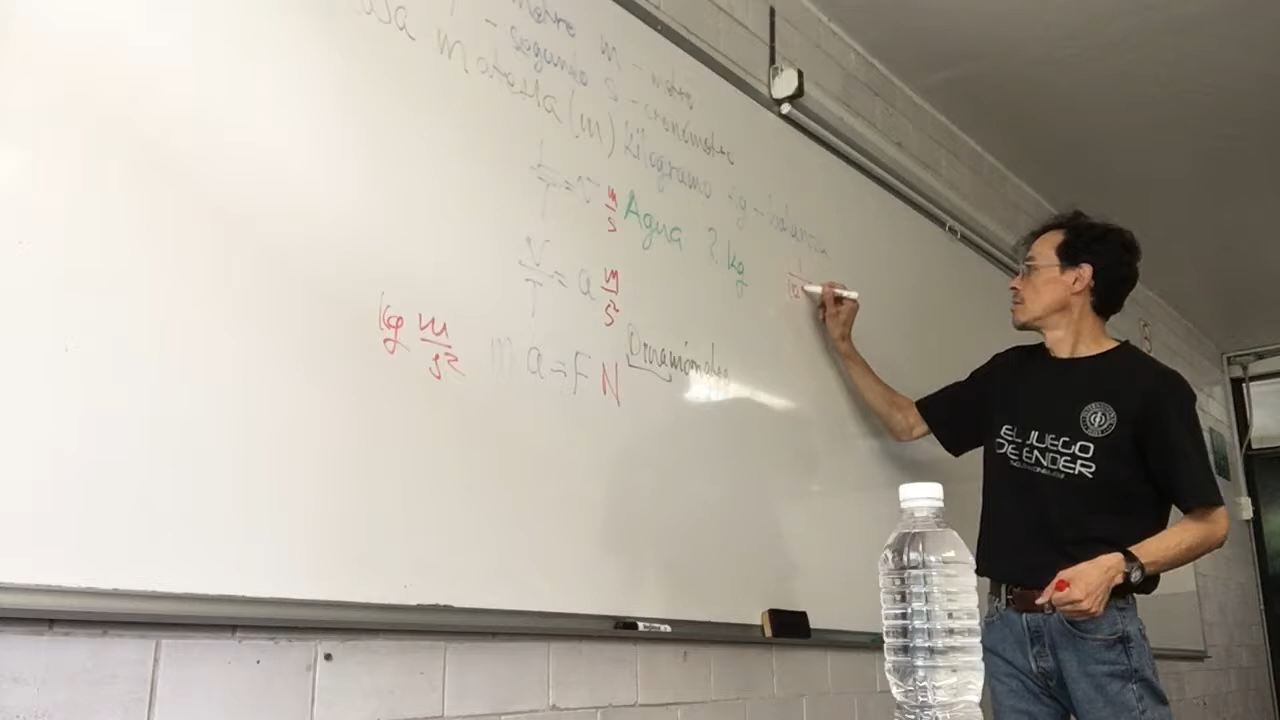 metro m - metro
- segundo s - cronómetro
Masa Materia (m) kilogramo kg - balanza
L/T = v m/s
Agua ? kg
V/T = a m/s²
kg m/s²
m a = F N
Dinamómetro
EL JUEGO
DE ENDER